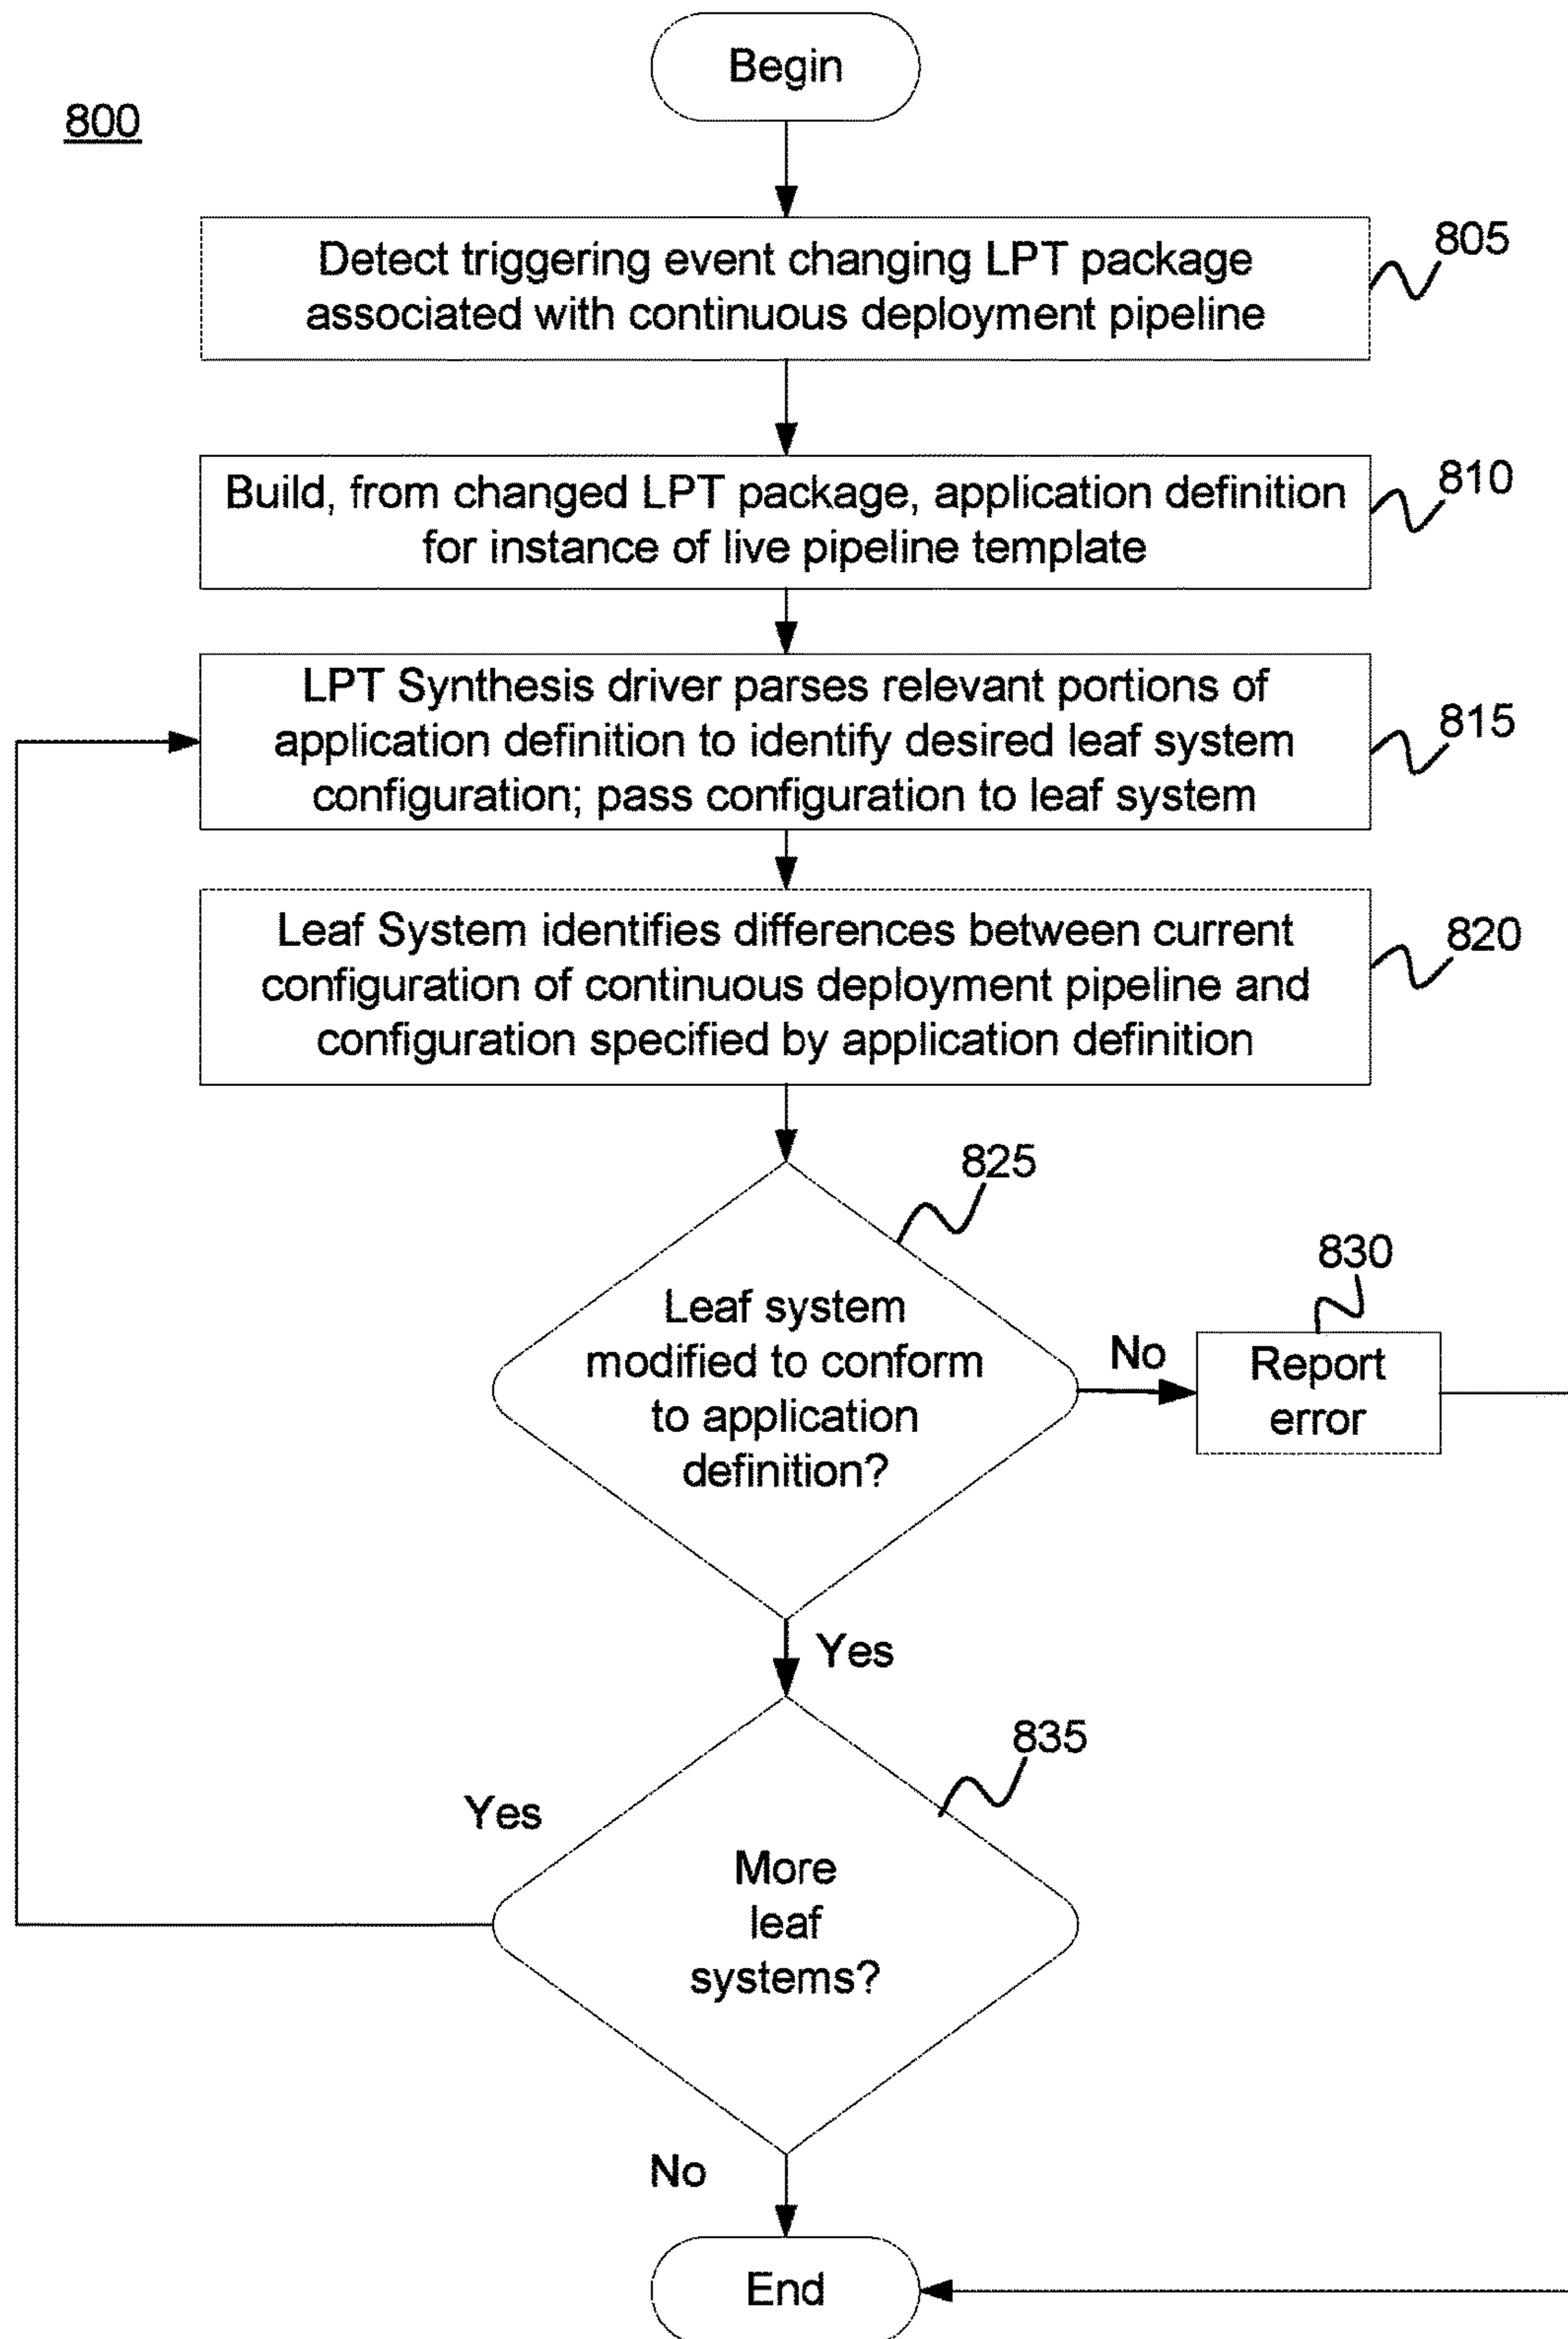 Begin
800
Detect triggering event changing LPT package
associated with continuous deployment pipeline
805
Build, from changed LPT package, application definition
for instance of live pipeline template
810
LPT Synthesis driver parses relevant portions of
application definition to identify desired leaf system
configuration; pass configuration to leaf system
815
Leaf System identifies differences between current
configuration of continuous deployment pipeline and
configuration specified by application definition
820
825
Leaf system
modified to conform
to application
definition?
No
830
Report
error
Yes
835
More
leaf
systems?
Yes
No
End